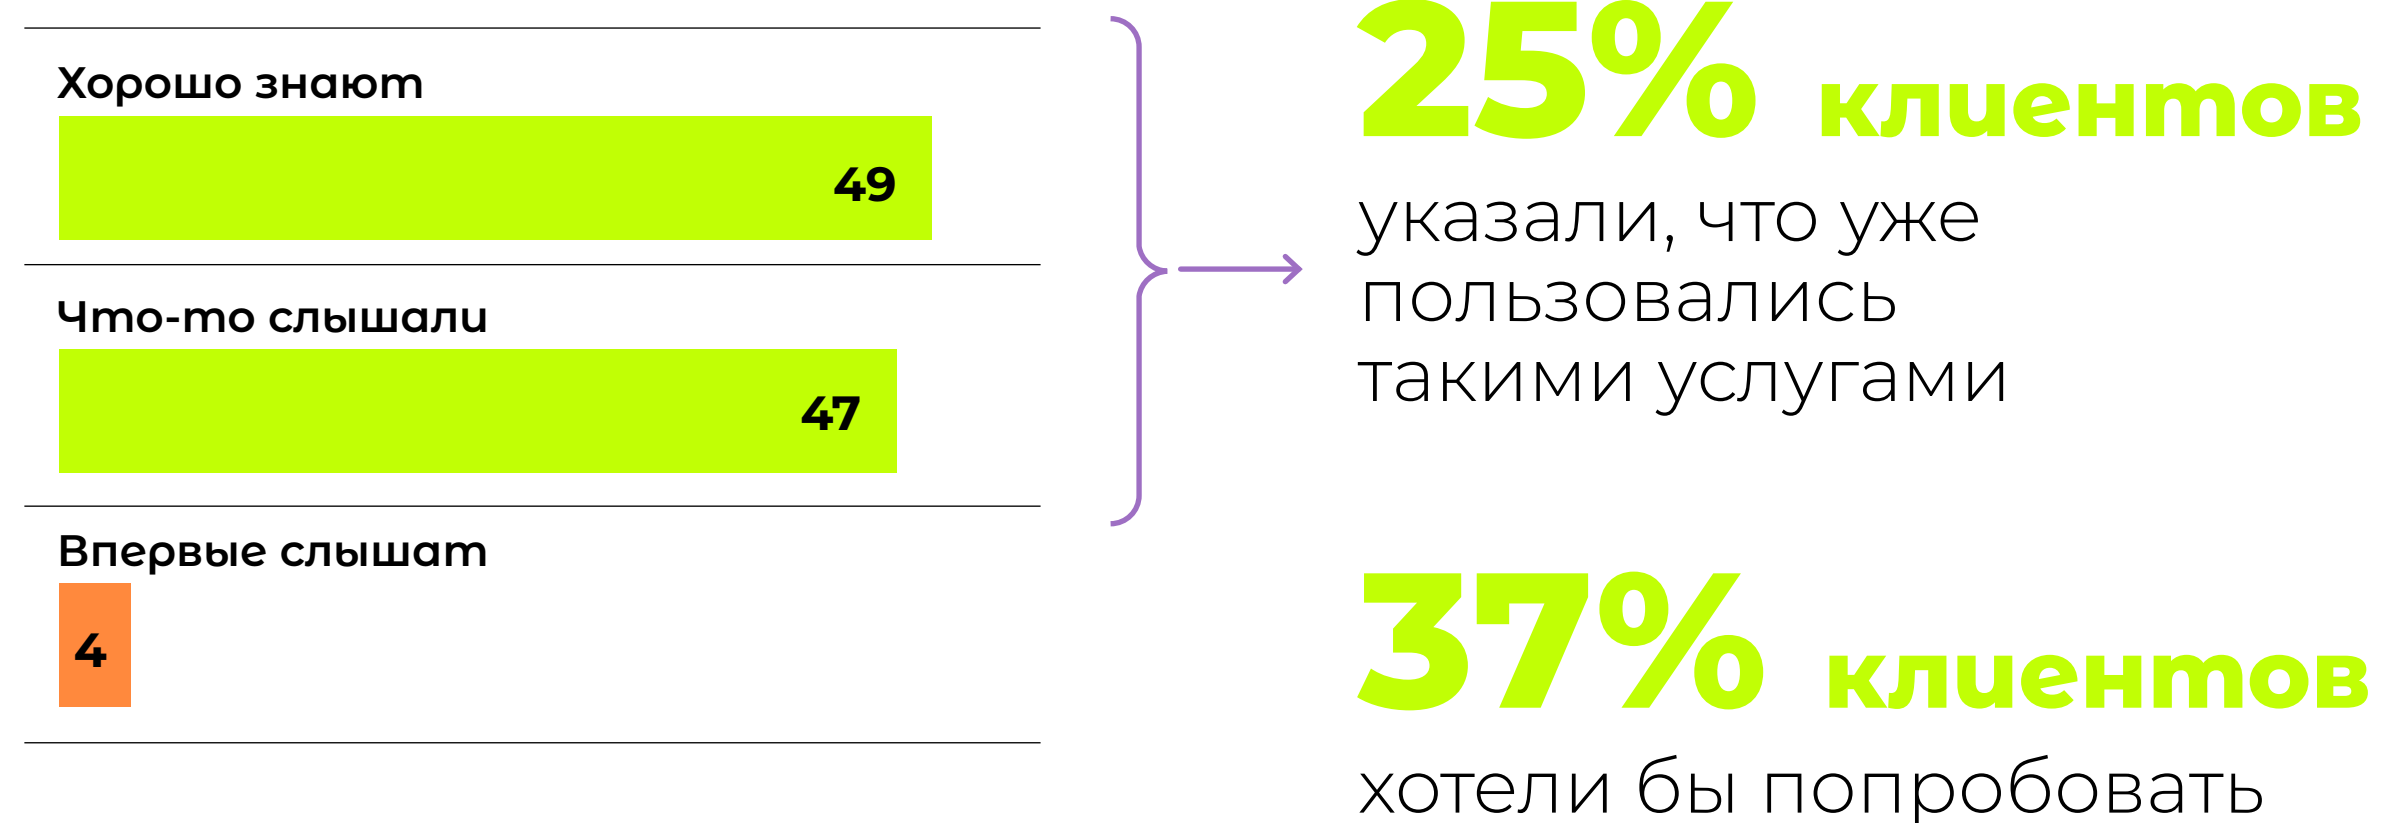 Хорошо знают
49
Что-то слышали
47
Впервые слышат
4
25% клиентов
указали, что уже
пользовались
такими услугами
37% клиентов
хотели бы попробовать